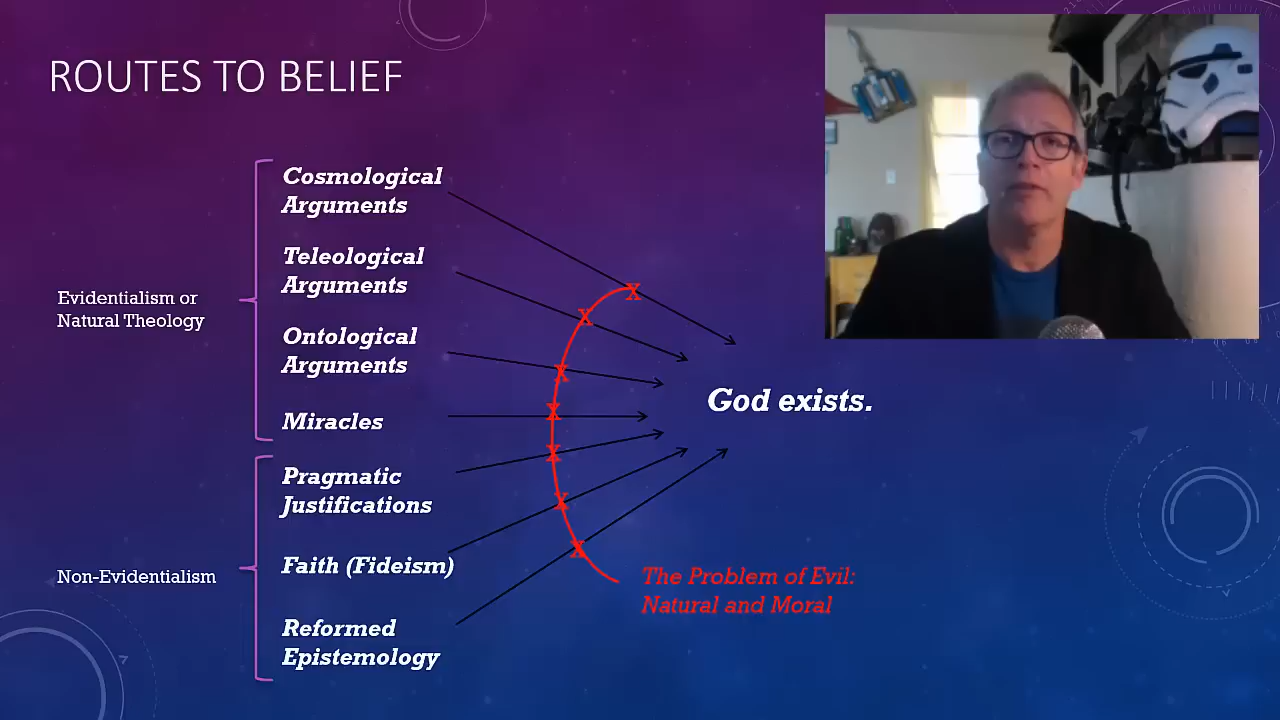 ROUTES TO BELIEF
Cosmological
Arguments
Teleological
Arguments
Evidentialism or
Natural Theology
Ontological
Arguments
Miracles
Pragmatic
Justifications
Faith (Fideism)
Non-Evidentialism
Reformed
Epistemology
X
X
X
X
X
X
X
God exists.
The Problem of Evil:
Natural and Moral